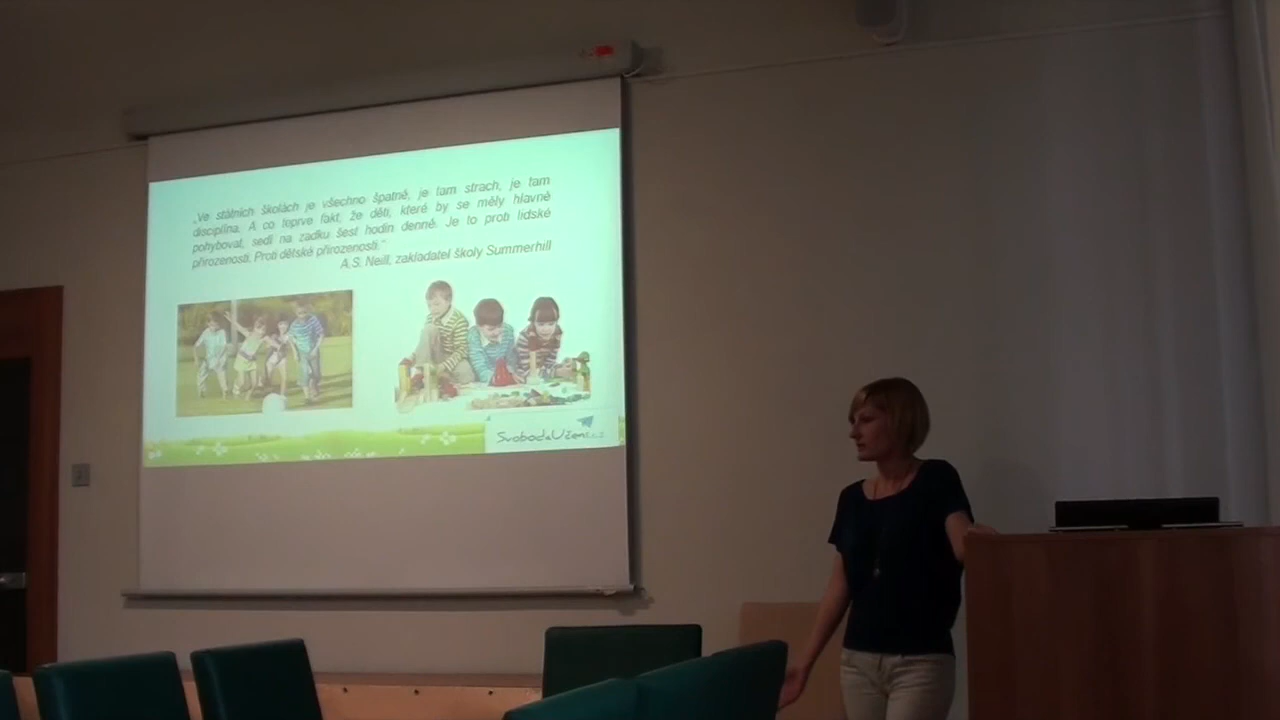 „Ve státních školách je všechno špatně, je tam strach, je tam
disciplína. A co teprve fakt, že děti, které by se měly hlavně
pohybovat, sedí na zadku šest hodin denně. Je to proti lidské
přirozenosti. Proti dětské přirozenosti.“
A.S. Neill, zakladatel školy Summerhill